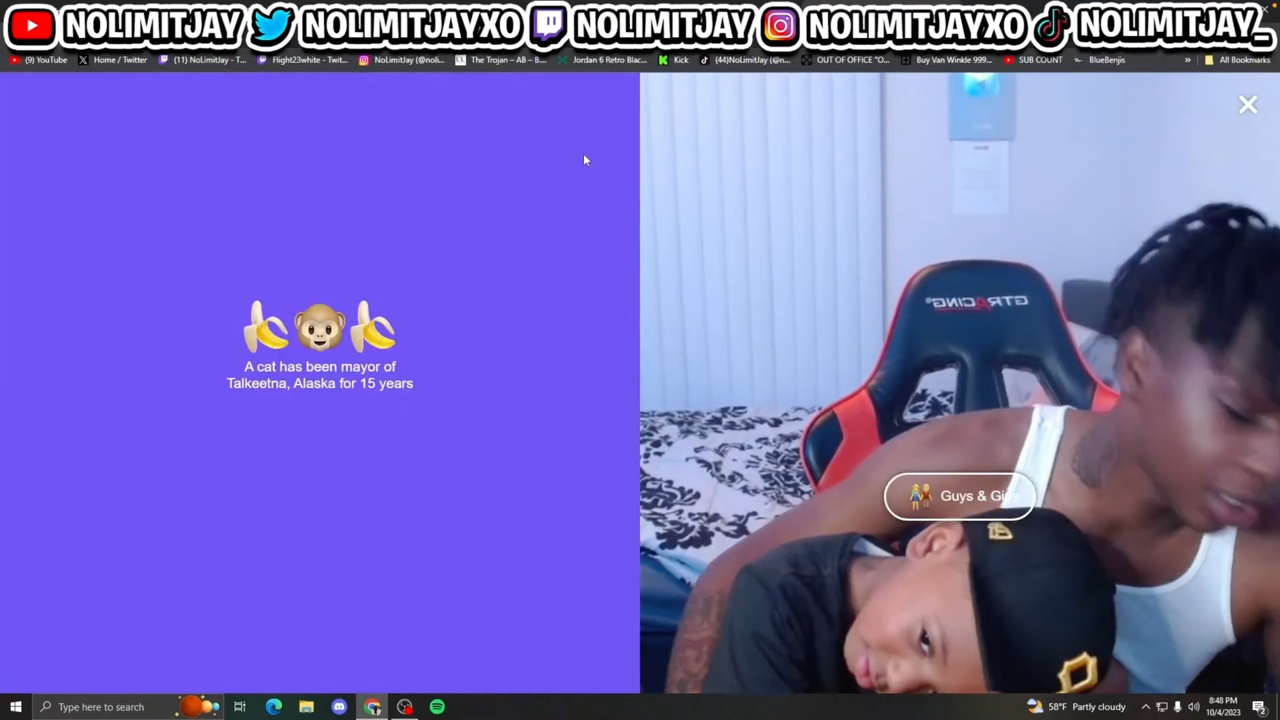 NOLIMITJAY NOLIMITJAYXO NOLIMITJAY NOLIMITJAYXO NOLIMITJAY_
(9) YouTube Home / Twitter (11) NoLimitJay - T... Flight23white - Twit... NoLimitJay (@noli... The Trojan – AB – B... Jordan 6 Retro Blac... Kick (44)NoLimitJay (@n... OUT OF OFFICE "O... Buy Van Winkle 999... SUB COUNT BlueBenjis » All Bookmarks
GTRACING
A cat has been mayor of
Talkeetna, Alaska for 15 years
Guys & Girls
Type here to search
58°F Partly cloudy
8:48 PM
10/4/2023
2